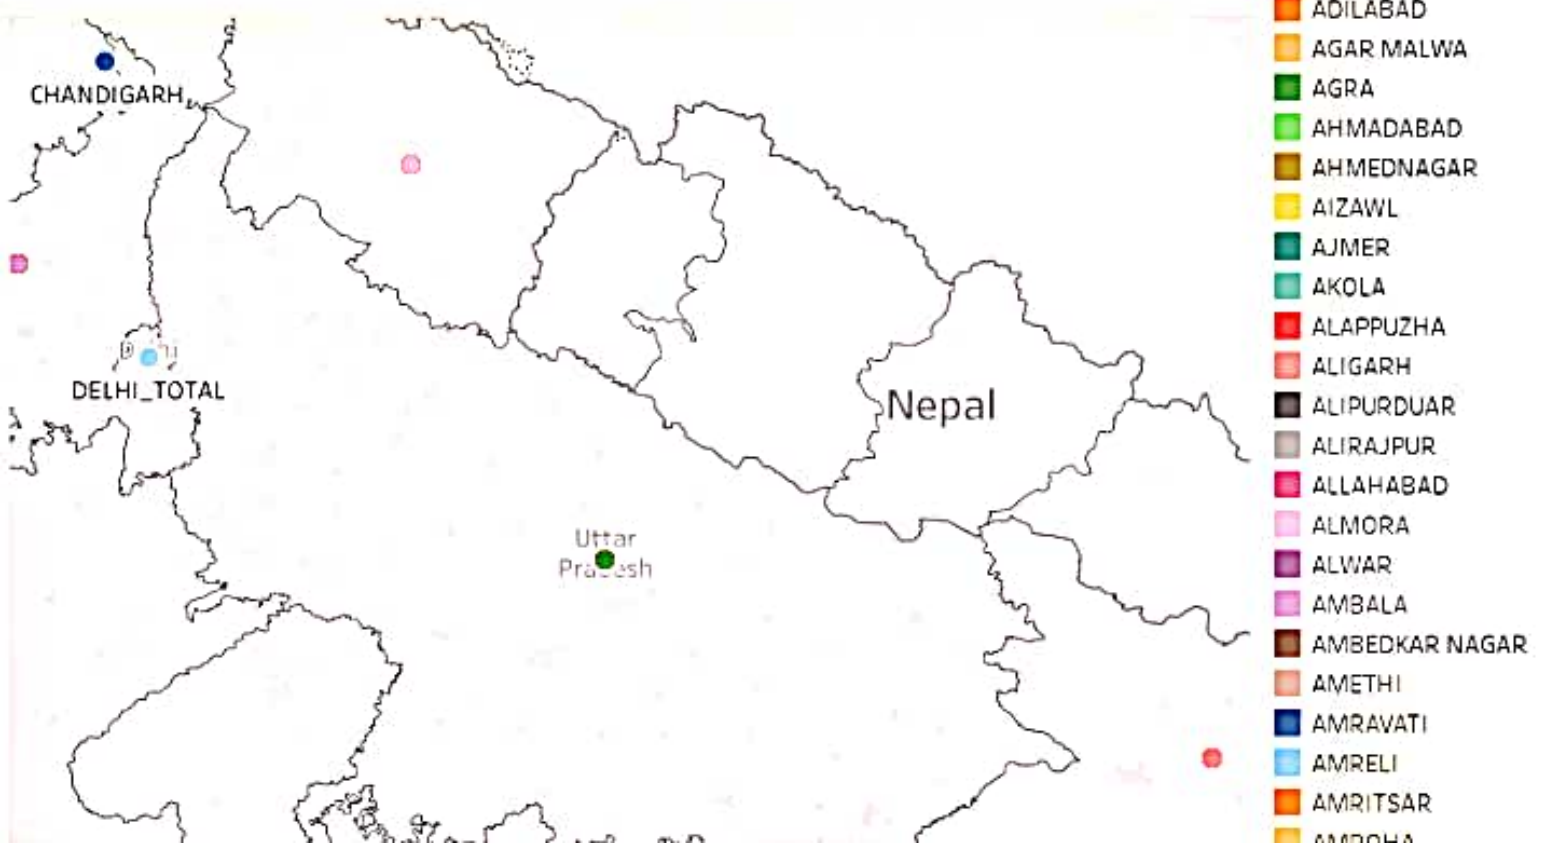 CHANDIGARH
DELHI_TOTAL
Nepal
Uttar
ADILABAD
AGAR MALWA
AGRA
AHMADABAD
AHMEDNAGAR
AIZAWL
AJMER
AKOLA
ALAPPUZHA
ALIGARH
ALIPURDUAR
ALIRAJPUR
ALLAHABAD
ALMORA
ALWAR
AMBALA
AMBEDKAR NAGAR
AMETHI
AMRAVATI
AMRELI
AMRITSAR